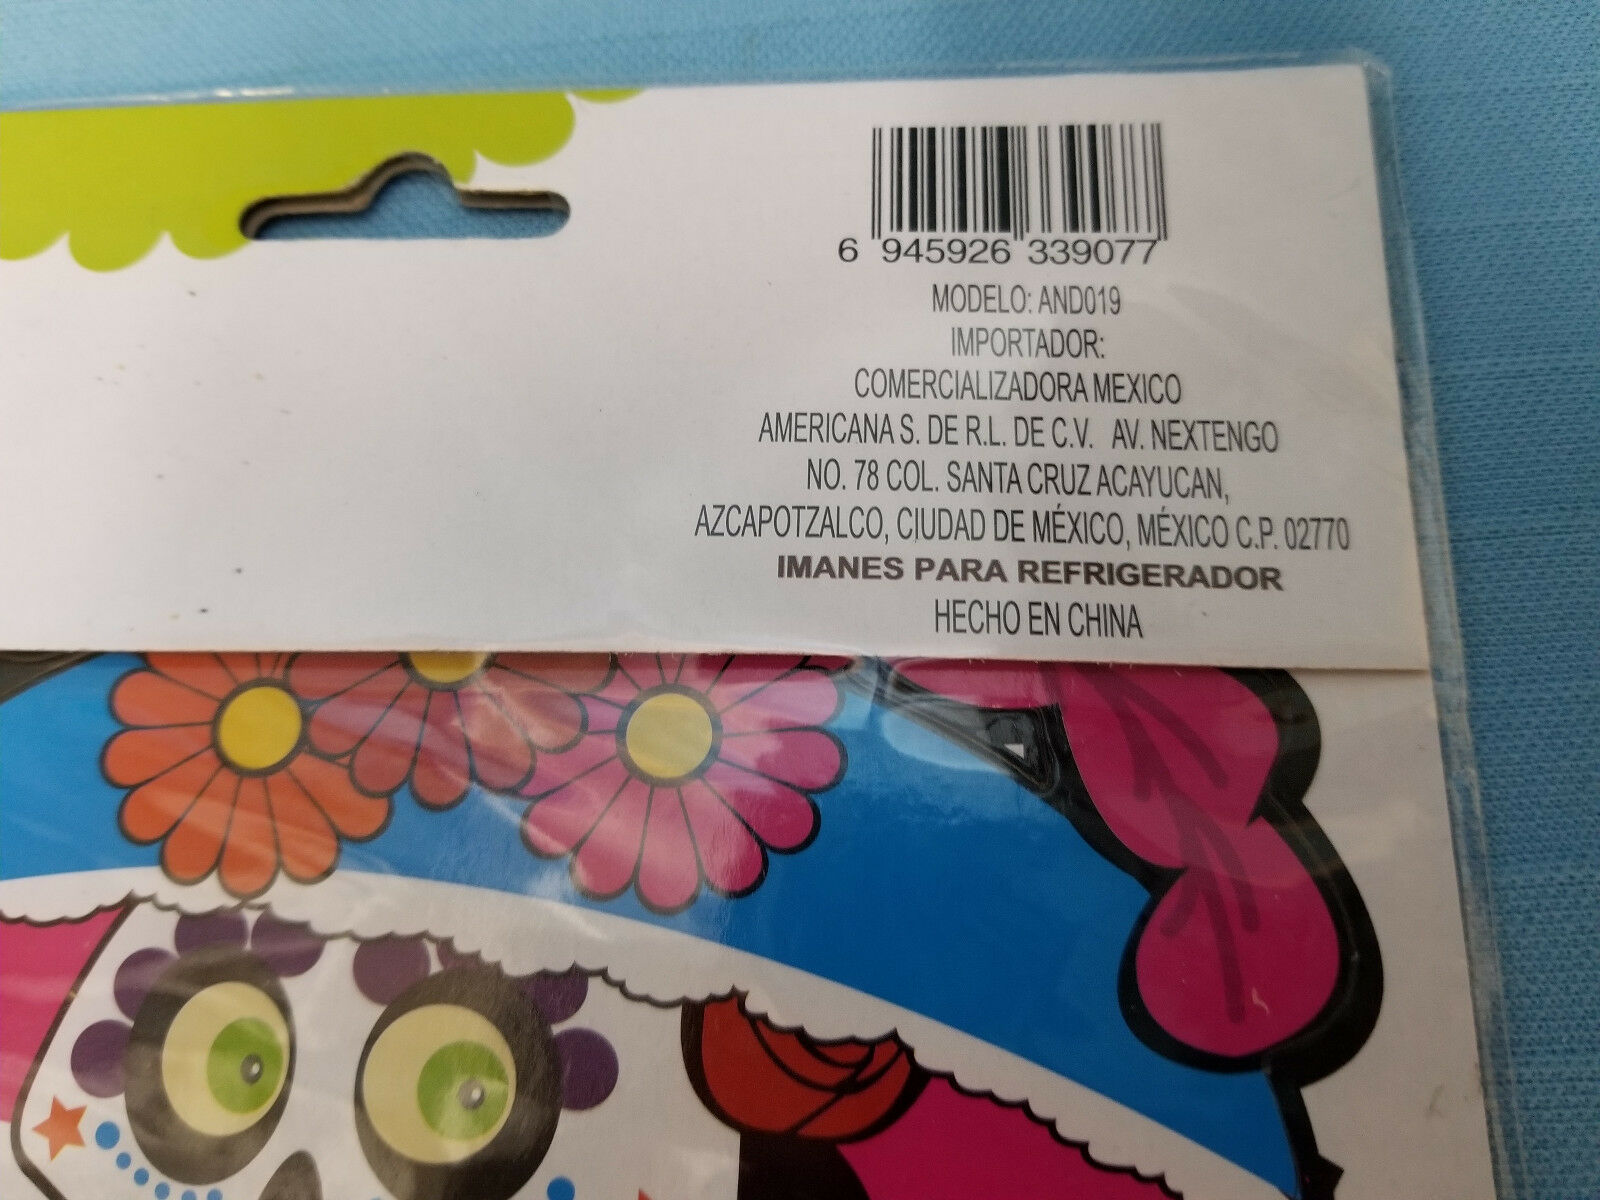 6 945926 339077
MODELO: AND019
IMPORTADOR:
COMERCIALIZADORA MEXICO
AMERICANA S. DE R.L. DE C.V. AV. NEXTENGO
NO. 78 COL. SANTA CRUZ ACAYUCAN,
AZCAPOTZALCO, CIUDAD DE MÉXICO, MÉXICO C.P. 02770
IMANES PARA REFRIGERADOR
HECHO EN CHINA